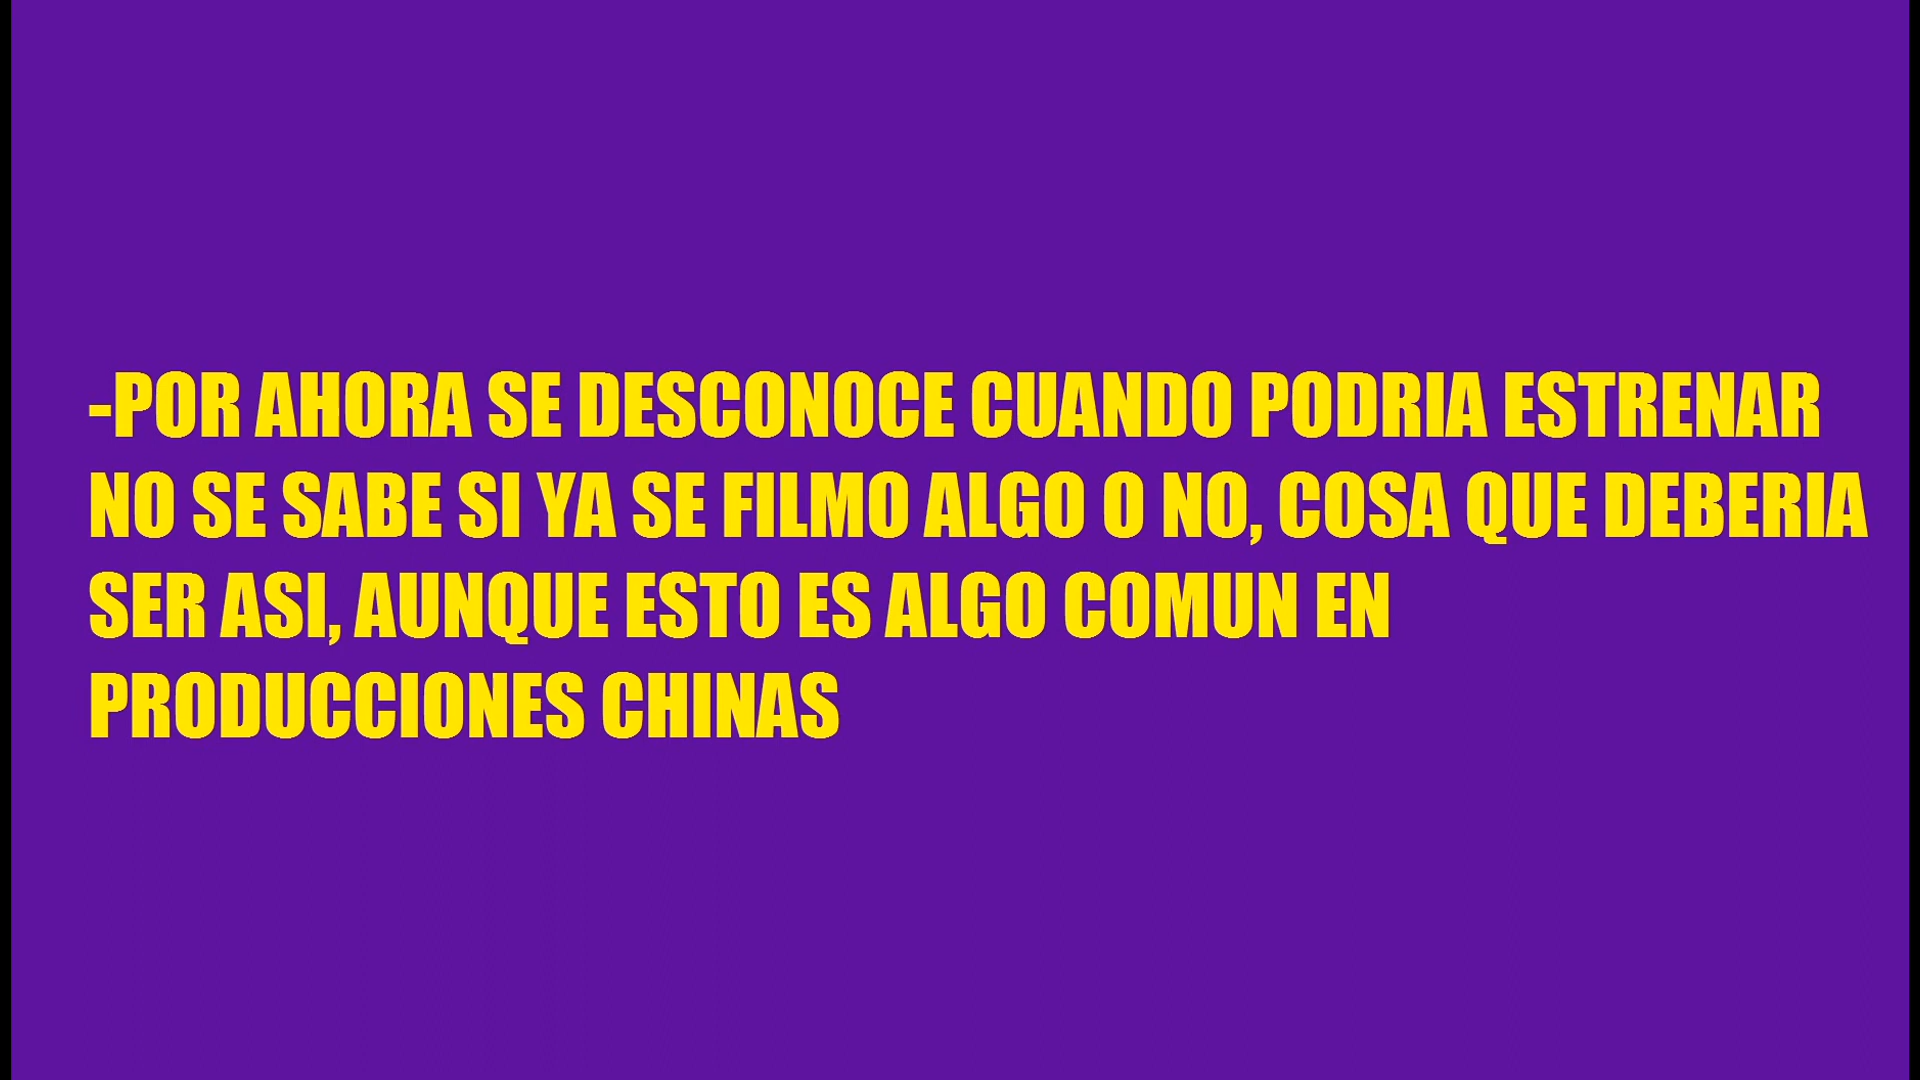 -POR AHORA SE DESCONOCE CUANDO PODRIA ESTRENAR
NO SE SABE SI YA SE FILMO ALGO O NO, COSA QUE DEBERIA
SER ASI, AUNQUE ESTO ES ALGO COMUN EN
PRODUCCIONES CHINAS